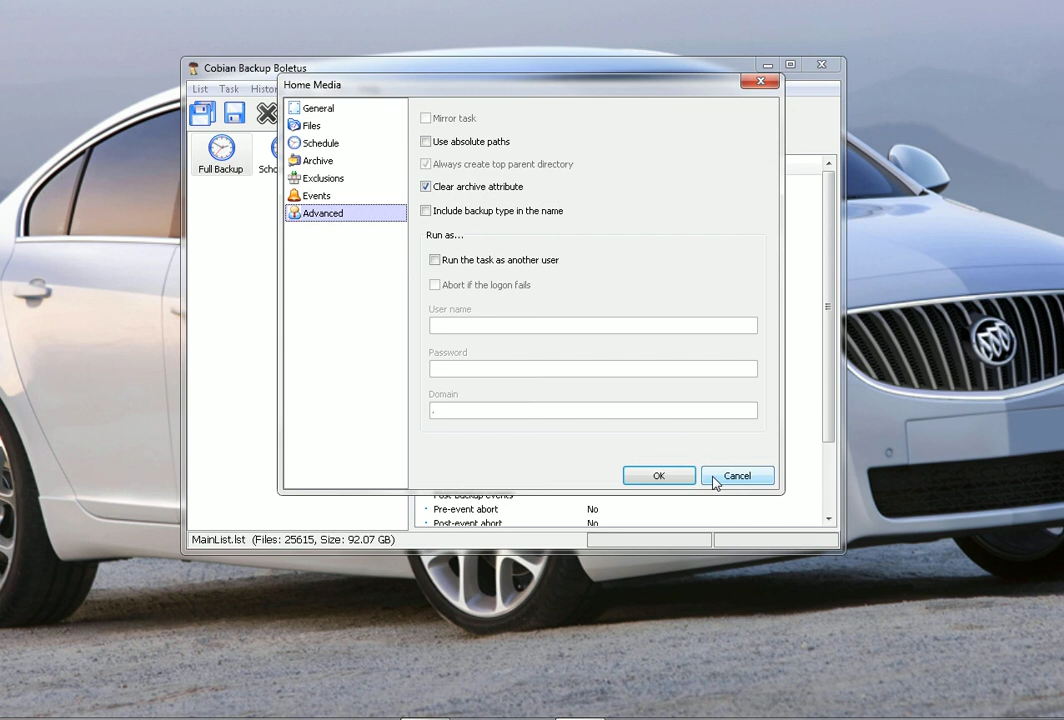 Cobian Backup Boletus
List Task Histor
Full Backup
Home Media
General
Files
Schedule
Archive
Exclusions
Events
Advanced
Mirror task
Use absolute paths
Always create top parent directory
Clear archive attribute
Include backup type in the name
Run as...
Run the task as another user
Abort if the logon fails
User name
Password
Domain
.
OK Cancel
Pre-event abort No
Post-event abort No
MainList.lst (Files: 25615, Size: 92.07 GB)